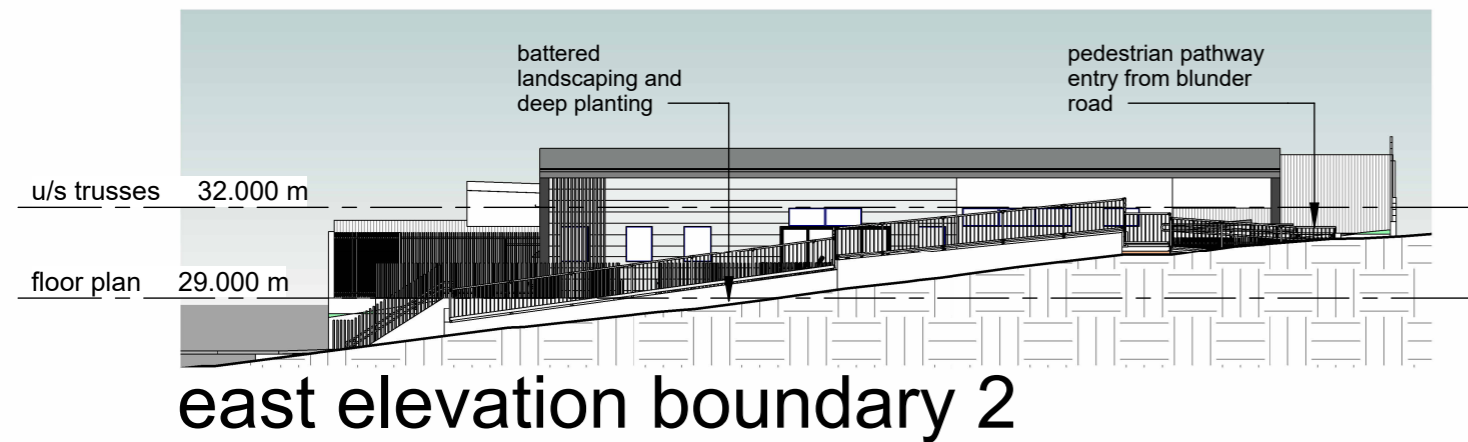 battered
landscaping and
deep planting
pedestrian pathway
entry from blunder
road
u/s trusses 32.000 m
floor plan 29.000 m
east elevation boundary 2